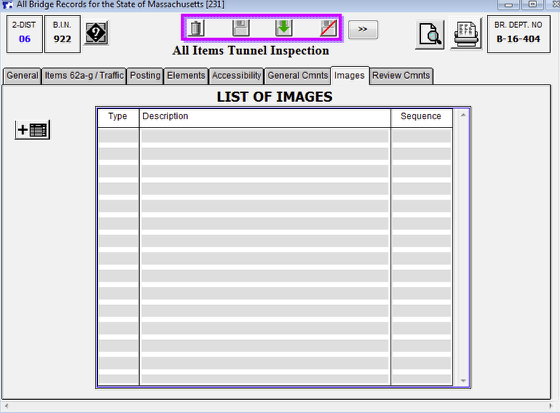 All Bridge Records for the State of Massachusetts [231]
2-DIST
06
B.I.N.
922
?
>>
BR. DEPT. NO
B-16-404
All Items Tunnel Inspection
General
Items 62a-g / Traffic
Posting
Elements
Accessibility
General Cmnts
Images
Review Cmnts
LIST OF IMAGES
+
Type
Description
Sequence